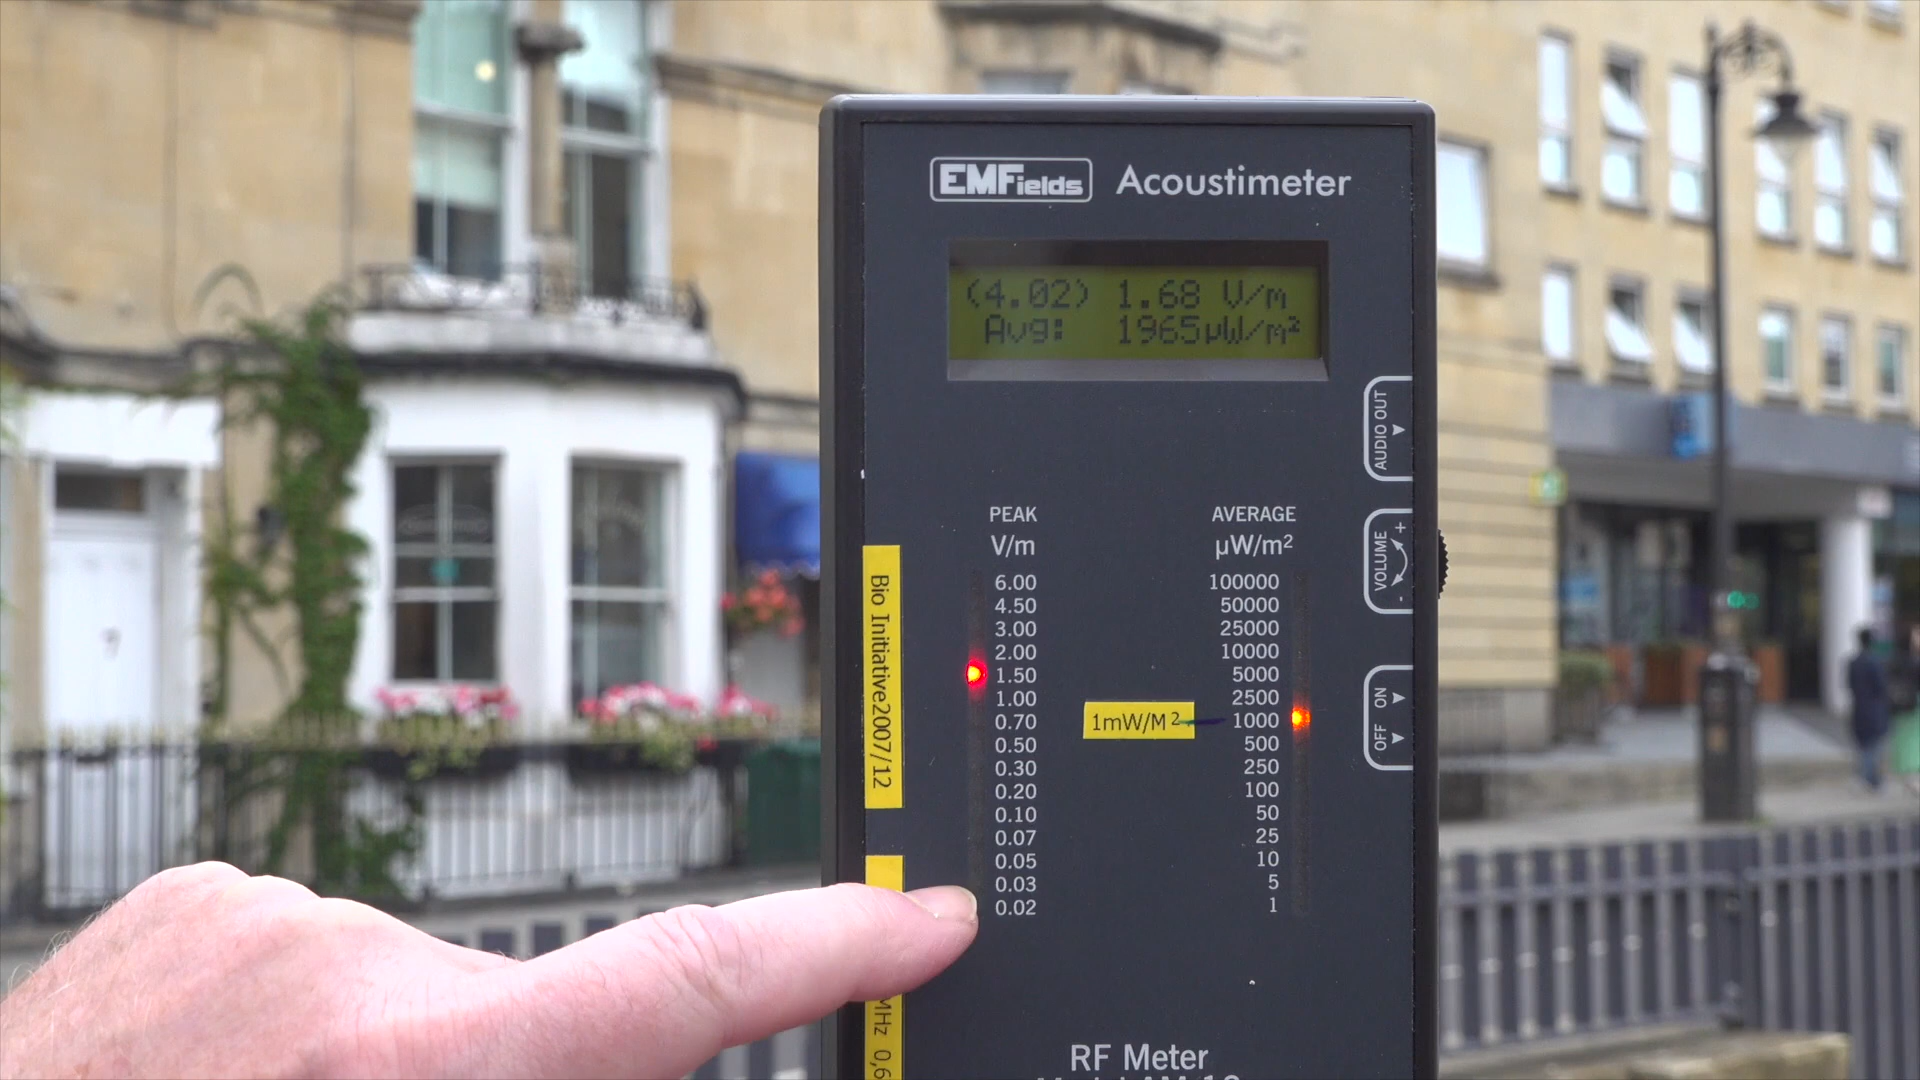 EMFields Acoustimeter
(4.02) 1.68 V/m
Avg: 1965µW/m²
AUDIO OUT
VOLUME
- +
OFF ON
PEAK
V/m
6.00
4.50
3.00
2.00
1.50
1.00
0.70
0.50
0.30
0.20
0.10
0.07
0.05
0.03
0.02
AVERAGE
µW/m²
100000
50000
25000
10000
5000
2500
1000
500
250
100
50
25
10
5
1
1mW/M²
Bio Initiative2007/12
MHz 0,6
RF Meter